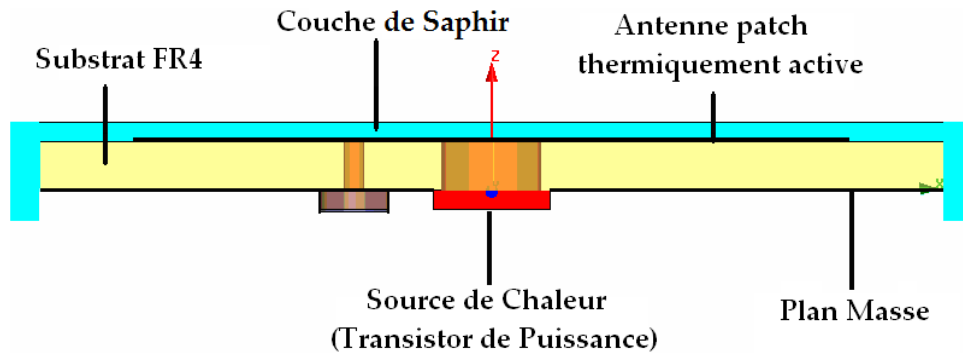 Couche de Saphir
Antenne patch
thermiquement active
Substrat FR4
z
x
Source de Chaleur
(Transistor de Puissance)
Plan Masse